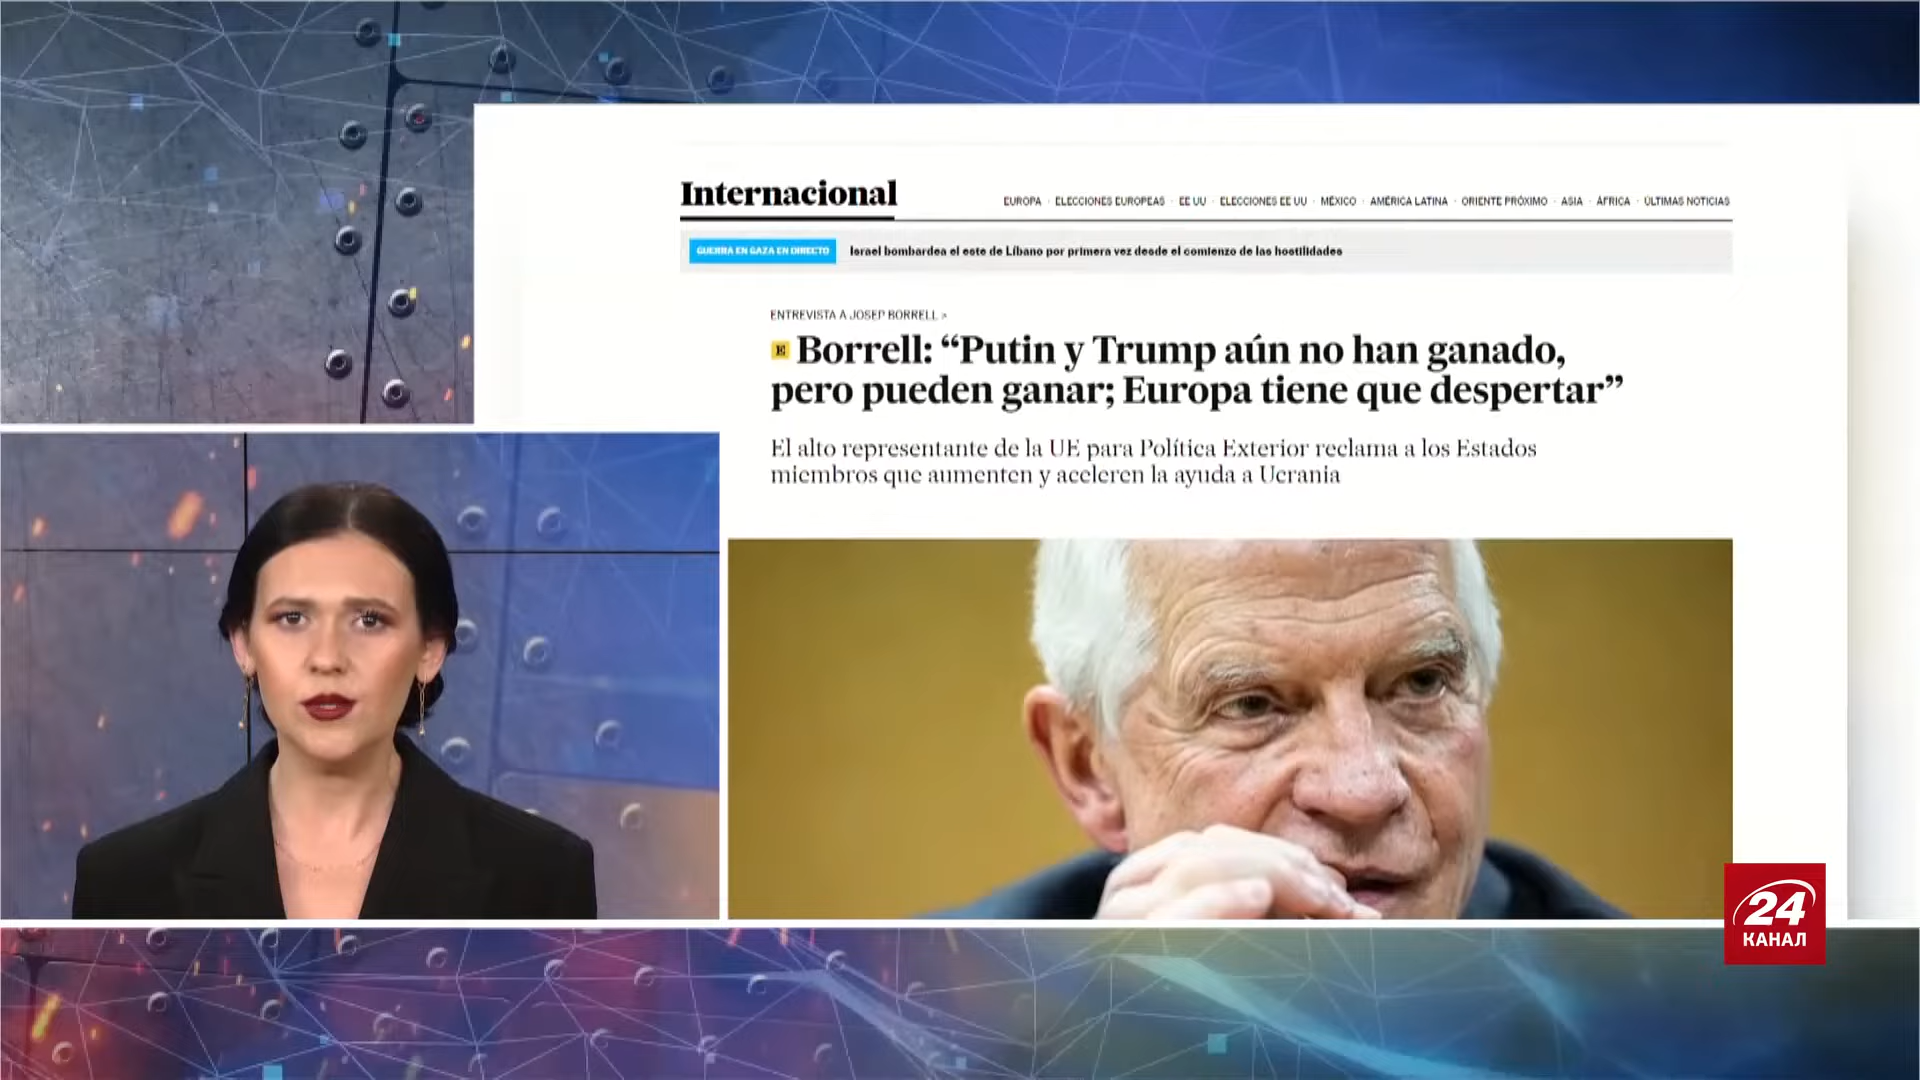 Internacional
EUROPA · ELECCIONES EUROPEAS · EE UU · ELECCIONES EE UU · MÉXICO · AMÉRICA LATINA · ORIENTE PRÓXIMO · ASIA · ÁFRICA · ÚLTIMAS NOTICIAS
GUERRA EN GAZA EN DIRECTO Israel bombardea el este de Líbano por primera vez desde el comienzo de las hostilidades
ENTREVISTA A JOSEP BORRELL >
E Borrell: “Putin y Trump aún no han ganado,
pero pueden ganar; Europa tiene que despertar”
El alto representante de la UE para Política Exterior reclama a los Estados
miembros que aumenten y aceleren la ayuda a Ucrania
24
КАНАЛ